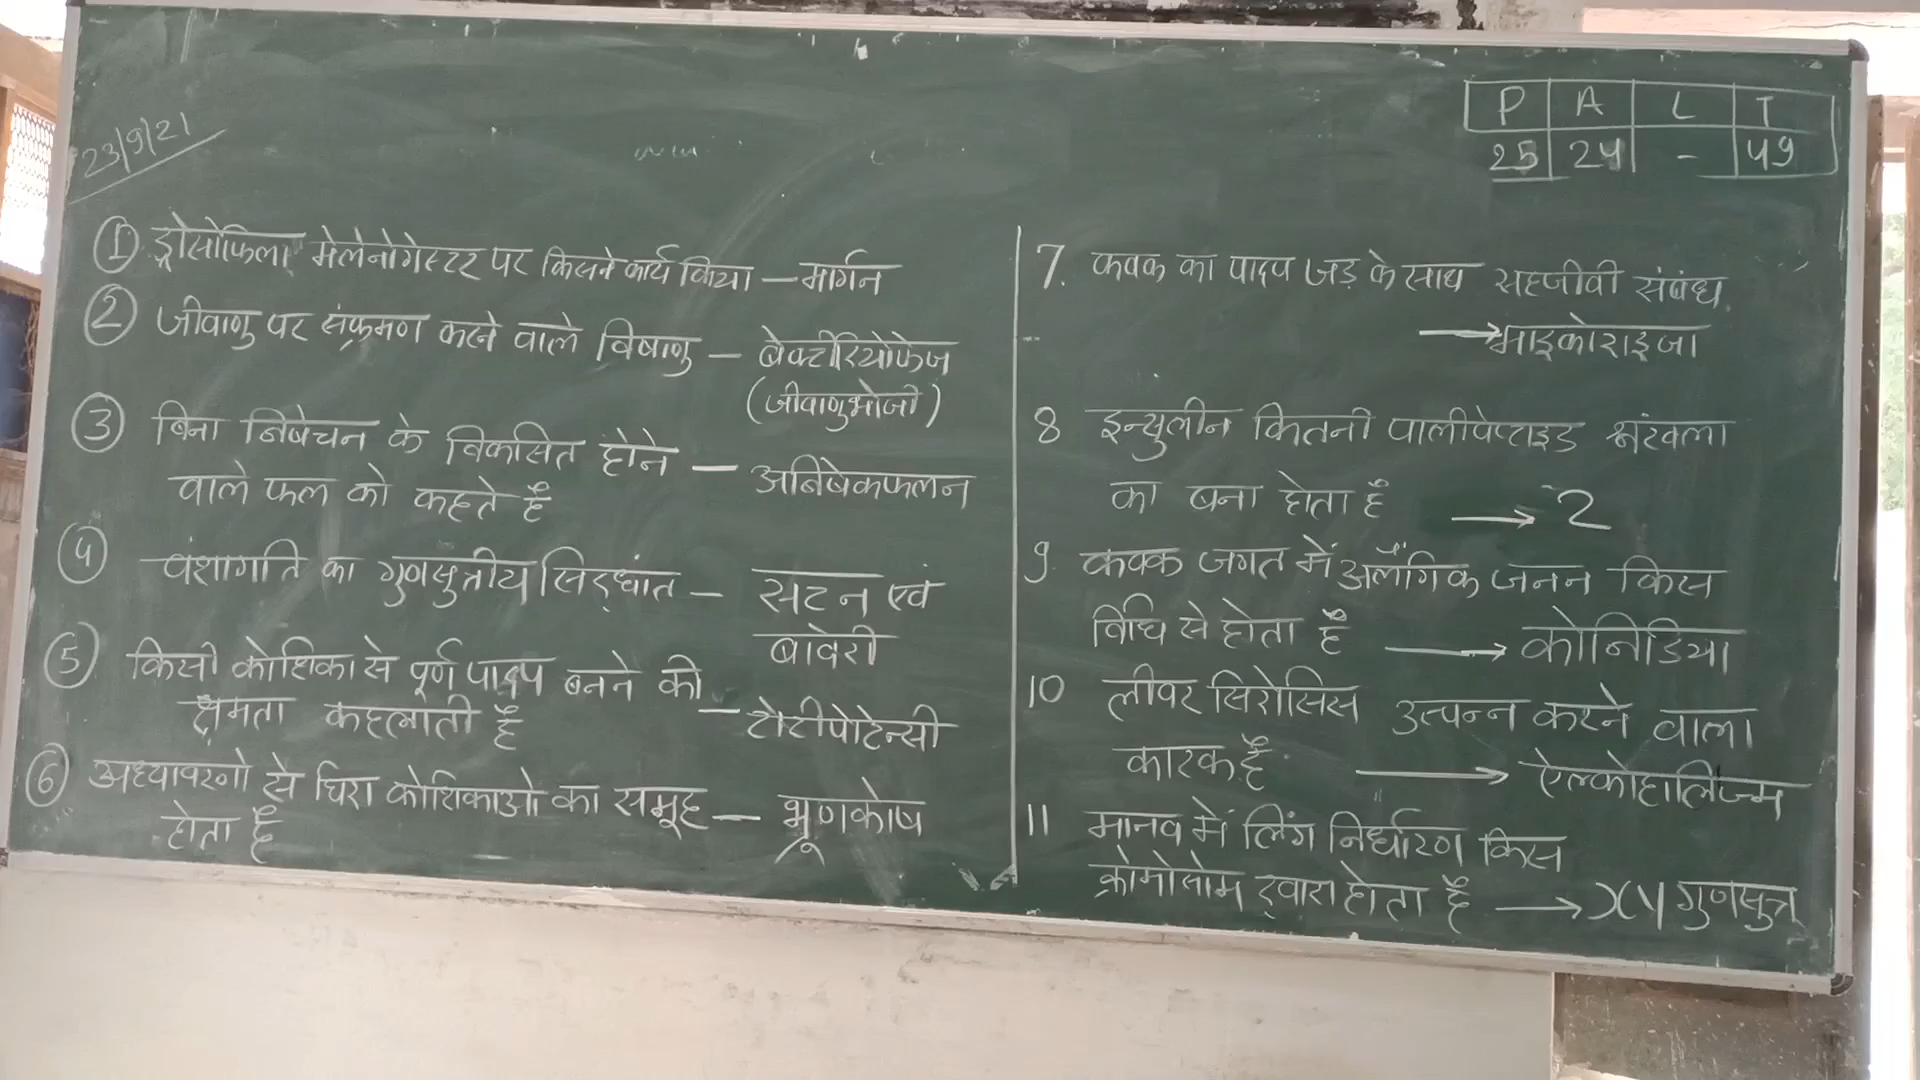 23/9/21
P A L T
25 24 - 49
① ड्रोसोफिला मेलेनोगेस्टर पर किसने कार्य किया — मार्गन
② जीवाणु पर संक्रमण करने वाले विषाणु — बेक्टीरियोफेज
(जीवाणुभोजी)
③ बिना निषेचन के विकसित होने — अनिषेकफलन
वाले फल को कहते हैं
④ वंशागति का गुणसुत्रीय सिद्धांत — सटन एवं
बावेरी
⑤ किसी कोशिका से पूर्ण पादप बनने की
क्षमता कहलाती हैं — टोटीपोटेन्सी
⑥ अध्यावरणो से घिरा कोशिकाओ का समूह — भ्रूणकोष
होता हैं
7. कवक का पादप जड़ के साथ सहजीवी संबंध
→ माइकोराइजा
8 इन्सुलीन कितनी पालीपेप्टाइड श्रंखला
का बना होता हैं → 2
9. कवक जगत में अलैंगिक जनन किस
विधि से होता हैं → कोनिडिया
10 लीवर सिरोसिस उत्पन्न करने वाला
कारक हैं → ऐल्कोहालिज्म
11 मानव में लिंग निर्धारण किस
क्रोमोसोम द्वारा होता हैं → XY गुणसुत्र